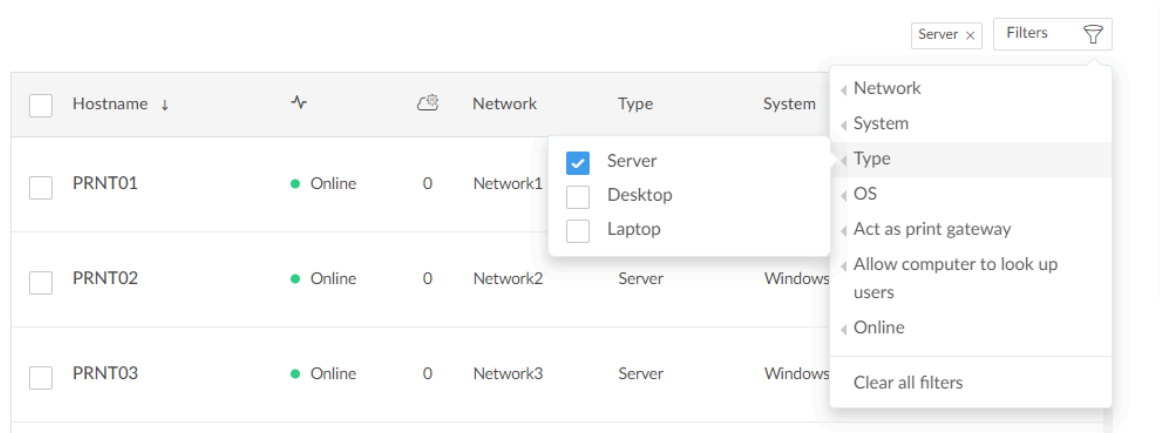 Server ×
Filters
Hostname ↓ Network Type System
Network
System
Type
OS
Act as print gateway
Allow computer to look up
users
Online
Clear all filters
Server
Desktop
Laptop
PRNT01 Online 0 Network1
PRNT02 Online 0 Network2 Server Windows
PRNT03 Online 0 Network3 Server Windows